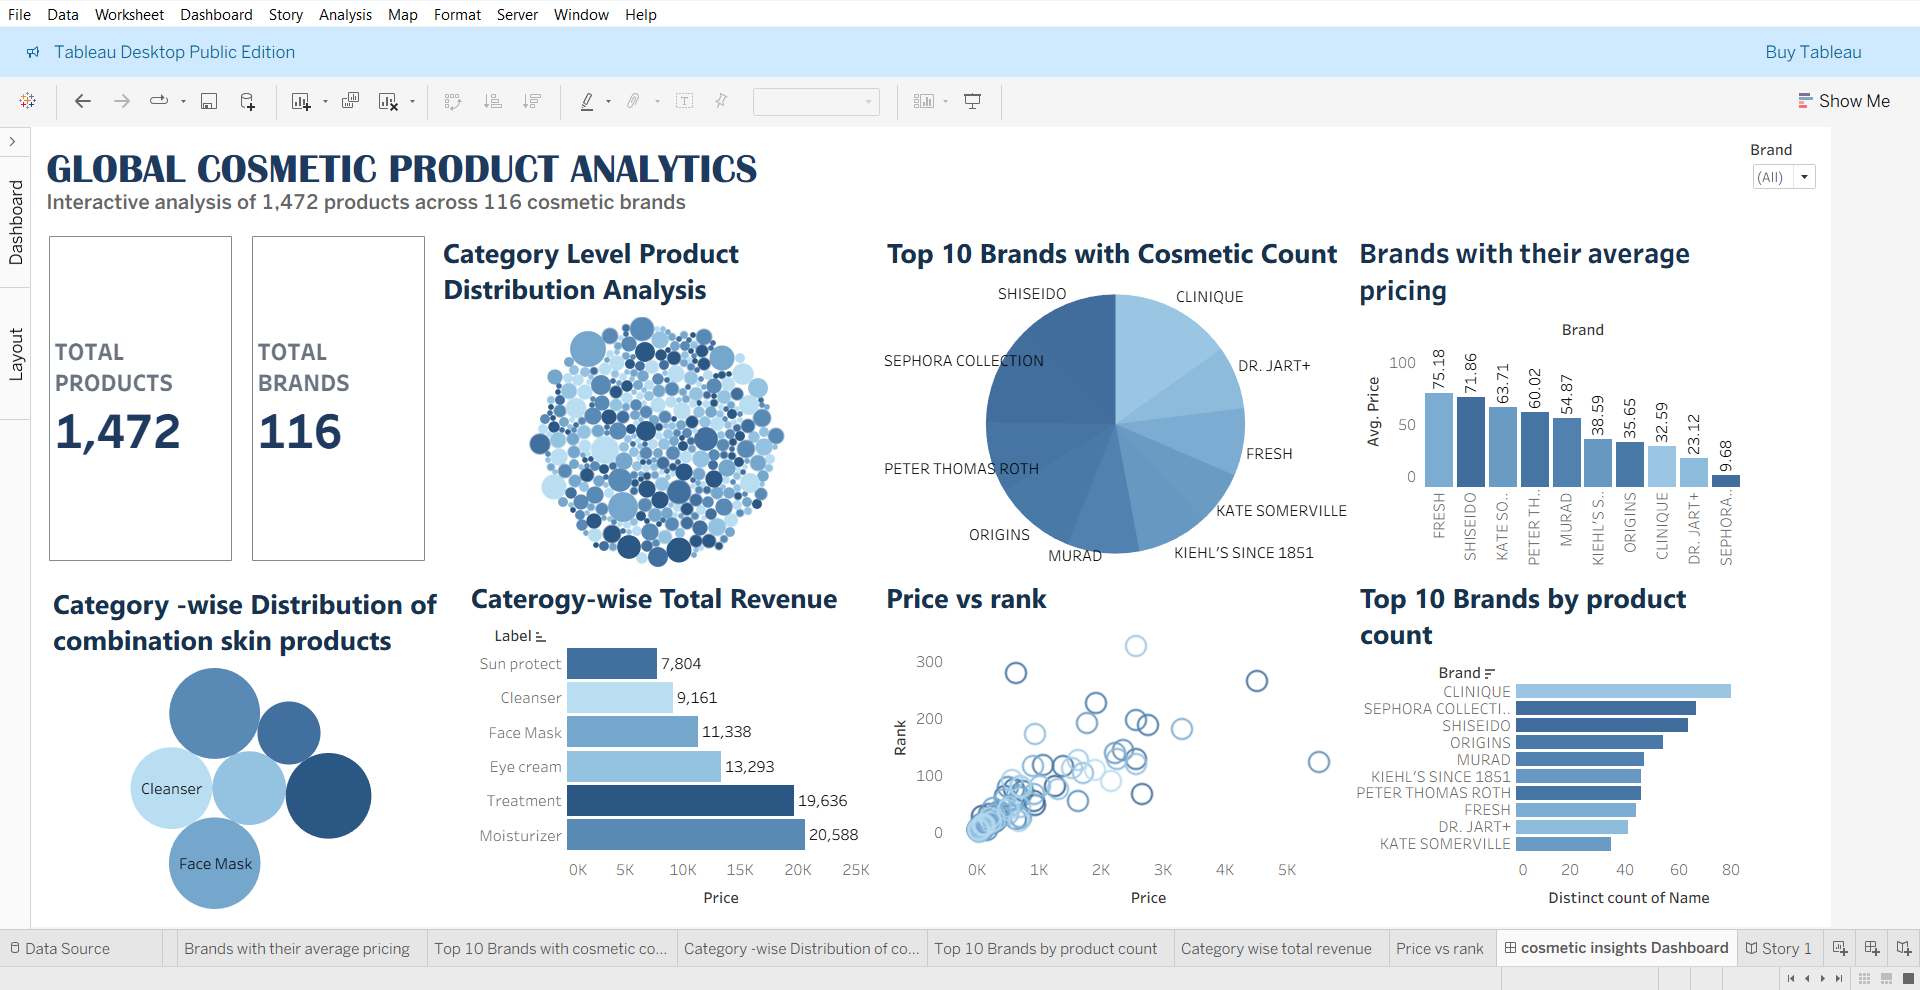 File Data Worksheet Dashboard Story Analysis Map Format Server Window Help
Tableau Desktop Public Edition
Buy Tableau
Show Me
Dashboard
Layout
GLOBAL COSMETIC PRODUCT ANALYTICS
Interactive analysis of 1,472 products across 116 cosmetic brands
Brand
(All)
TOTAL
PRODUCTS
1,472
TOTAL
BRANDS
116
Category Level Product
Distribution Analysis
Top 10 Brands with Cosmetic Count
SHISEIDO
CLINIQUE
SEPHORA COLLECTION
DR. JART+
FRESH
PETER THOMAS ROTH
KATE SOMERVILLE
ORIGINS
MURAD
KIEHL'S SINCE 1851
Brands with their average
pricing
Brand
Avg. Price
100
50
0
75.18
71.86
63.71
60.02
54.87
38.59
35.65
32.59
23.12
9.68
FRESH
SHISEIDO
KATE SO..
PETER TH..
MURAD
KIEHL'S S..
ORIGINS
CLINIQUE
DR. JART+
SEPHORA..
Category -wise Distribution of
combination skin products
Cleanser
Face Mask
Caterogy-wise Total Revenue
Label
Sun protect 7,804
Cleanser 9,161
Face Mask 11,338
Eye cream 13,293
Treatment 19,636
Moisturizer 20,588
0K 5K 10K 15K 20K 25K
Price
Price vs rank
Rank
300
200
100
0
0K 1K 2K 3K 4K 5K
Price
Top 10 Brands by product
count
Brand
CLINIQUE
SEPHORA COLLECTI..
SHISEIDO
ORIGINS
MURAD
KIEHL'S SINCE 1851
PETER THOMAS ROTH
FRESH
DR. JART+
KATE SOMERVILLE
0 20 40 60 80
Distinct count of Name
Data Source Brands with their average pricing Top 10 Brands with cosmetic co... Category -wise Distribution of co... Top 10 Brands by product count Category wise total revenue Price vs rank cosmetic insights Dashboard Story 1